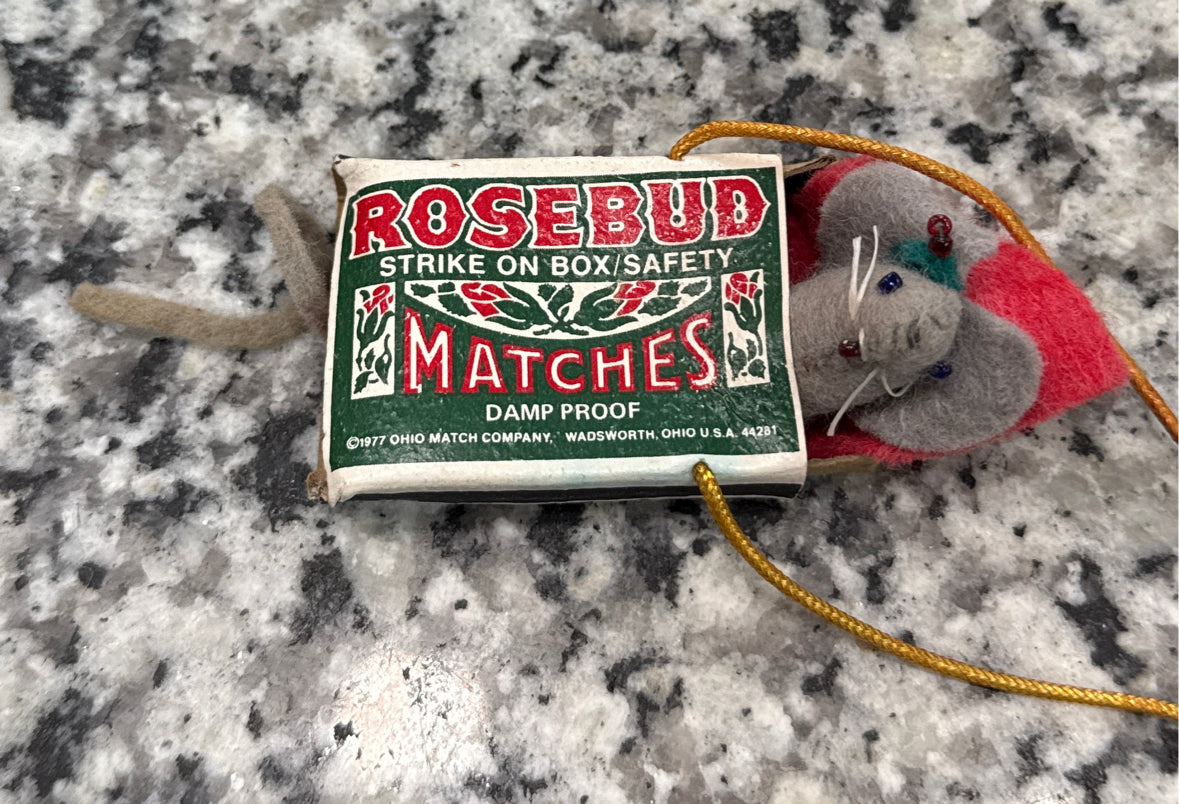 ROSEBUD
STRIKE ON BOX/SAFETY
MATCHES
DAMP PROOF
©1977 OHIO MATCH COMPANY, WADSWORTH, OHIO U.S.A. 44281